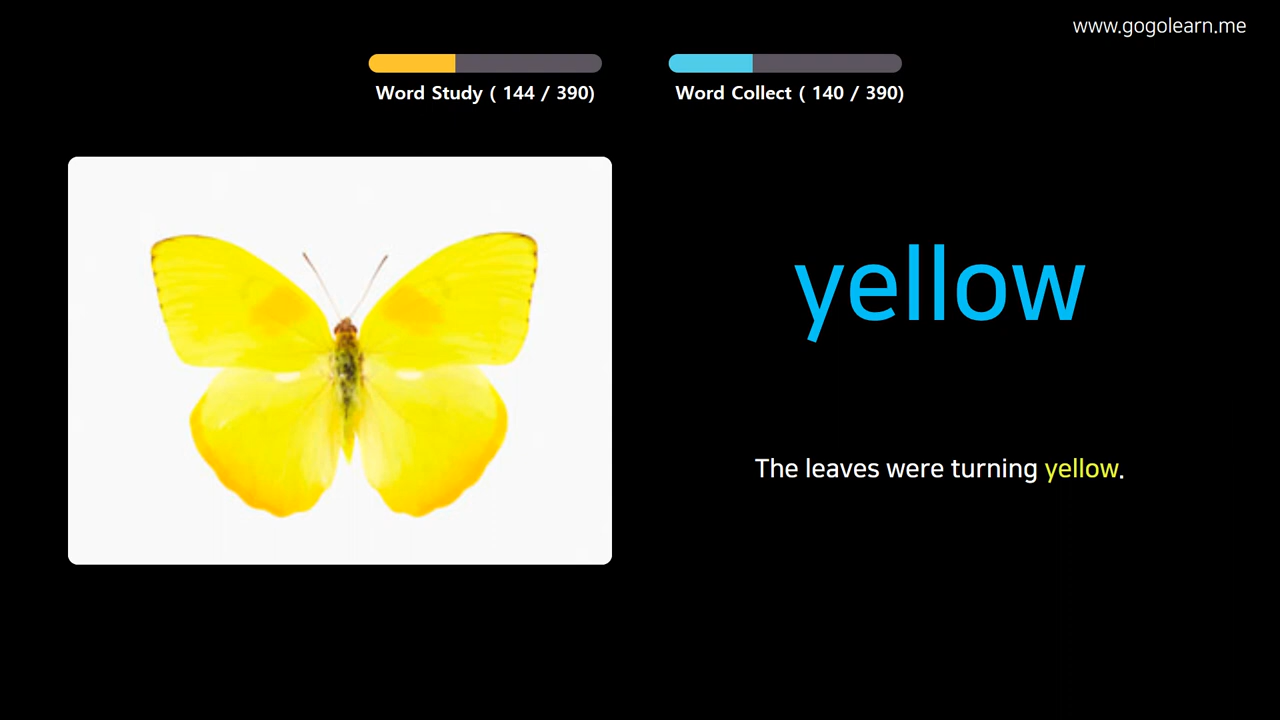 www.gogolearn.me
Word Study ( 144 / 390)
Word Collect ( 140 / 390)
yellow
The leaves were turning yellow.